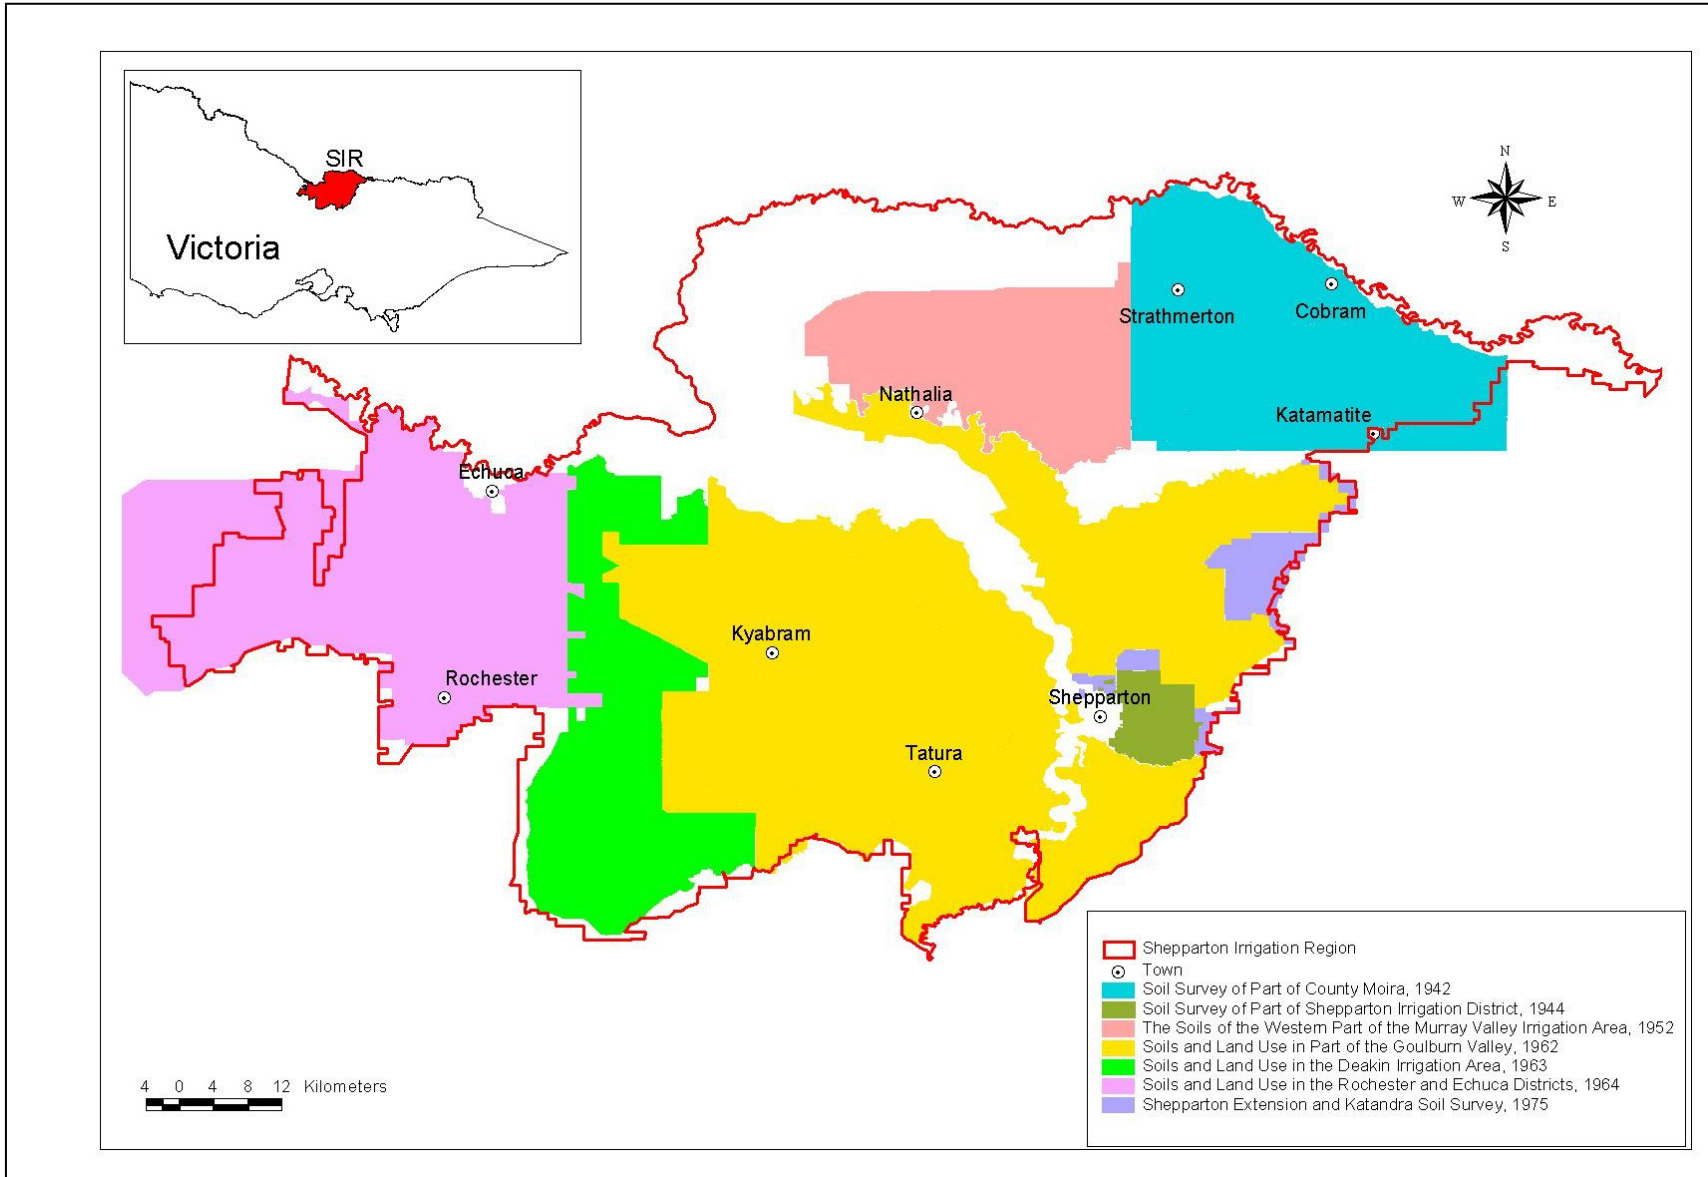 SIR
Victoria
N
W
E
S
Strathmerton
Cobram
Nathalia
Katamatite
Echuca
Kyabram
Rochester
Shepparton
Tatura
Shepparton Irrigation Region
Town
Soil Survey of Part of County Moira, 1942
Soil Survey of Part of Shepparton Irrigation District, 1944
The Soils of the Western Part of the Murray Valley Irrigation Area, 1952
Soils and Land Use in Part of the Goulburn Valley, 1962
Soils and Land Use in the Deakin Irrigation Area, 1963
Soils and Land Use in the Rochester and Echuca Districts, 1964
Shepparton Extension and Katandra Soil Survey, 1975
4 0 4 8 12 Kilometers